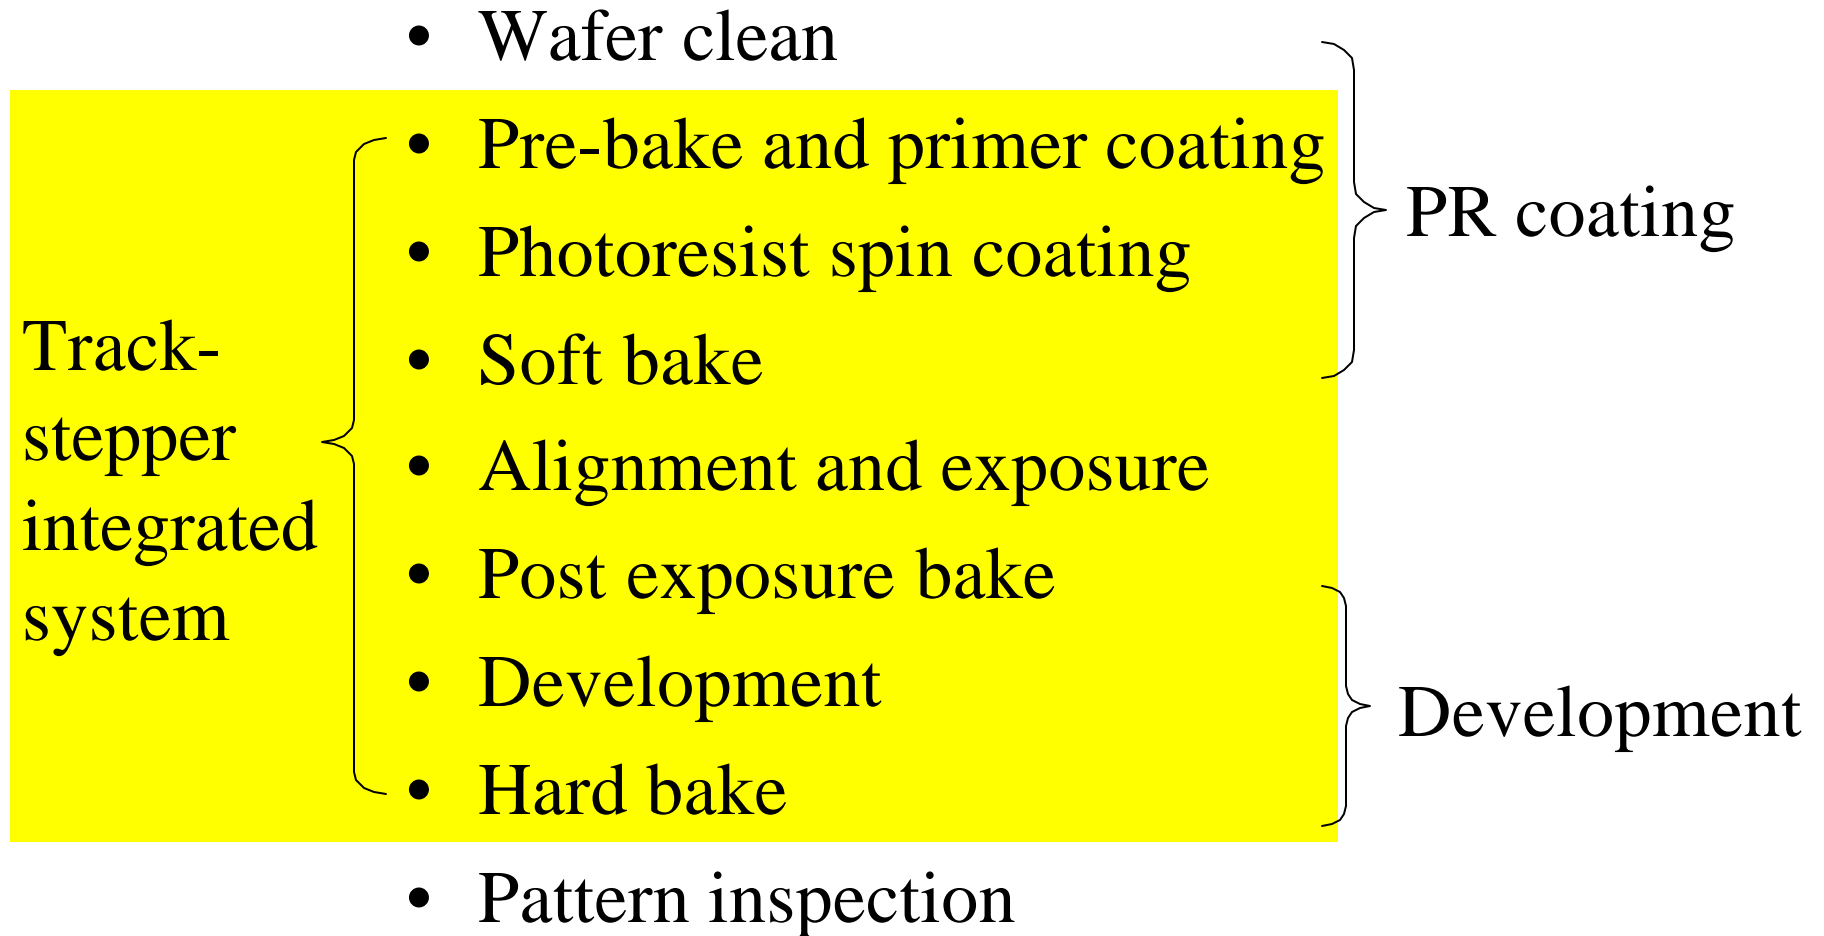 • Wafer clean
• Pre-bake and primer coating
• Photoresist spin coating
• Soft bake
• Alignment and exposure
• Post exposure bake
• Development
• Hard bake
• Pattern inspection
Track-
stepper
integrated
system
PR coating
Development